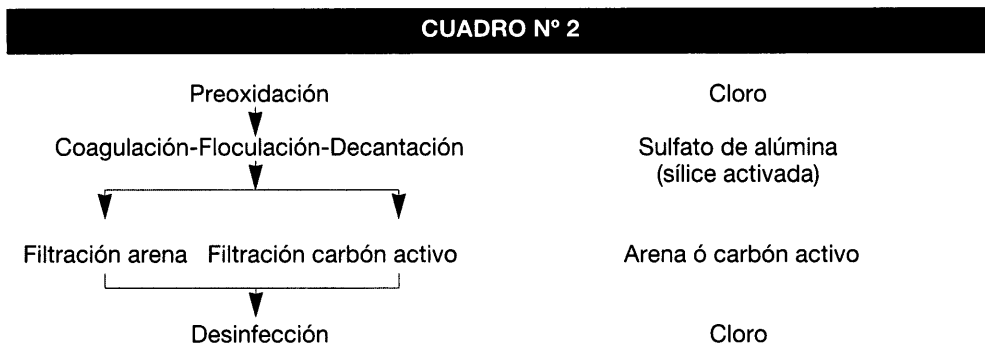 CUADRO Nº 2
Preoxidación Cloro
Coagulación-Floculación-Decantación Sulfato de alúmina
(sílice activada)
Filtración arena Filtración carbón activo Arena ó carbón activo
Desinfección Cloro